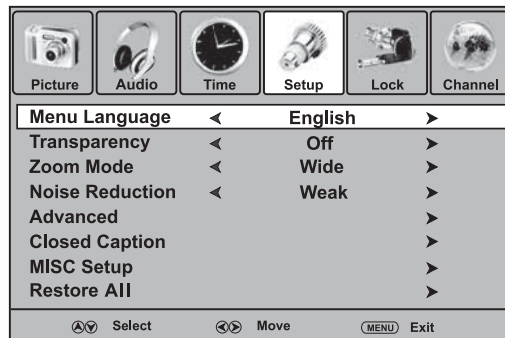 Picture Audio Time Setup Lock Channel
Menu Language English
Transparency Off
Zoom Mode Wide
Noise Reduction Weak
Advanced
Closed Caption
MISC Setup
Restore All
Select Move MENU Exit